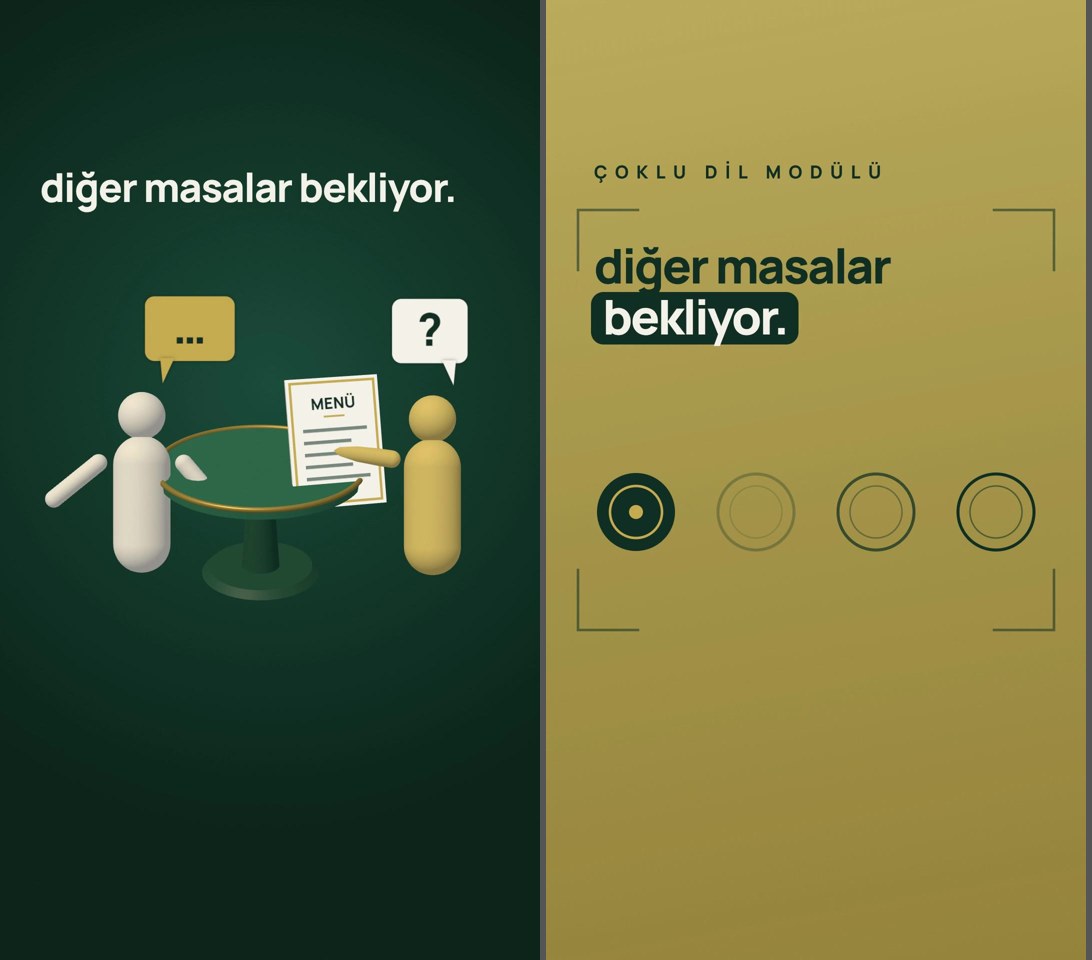 diğer masalar bekliyor.
...
?
MENÜ
ÇOKLU DİL MODÜLÜ
diğer masalar
bekliyor.